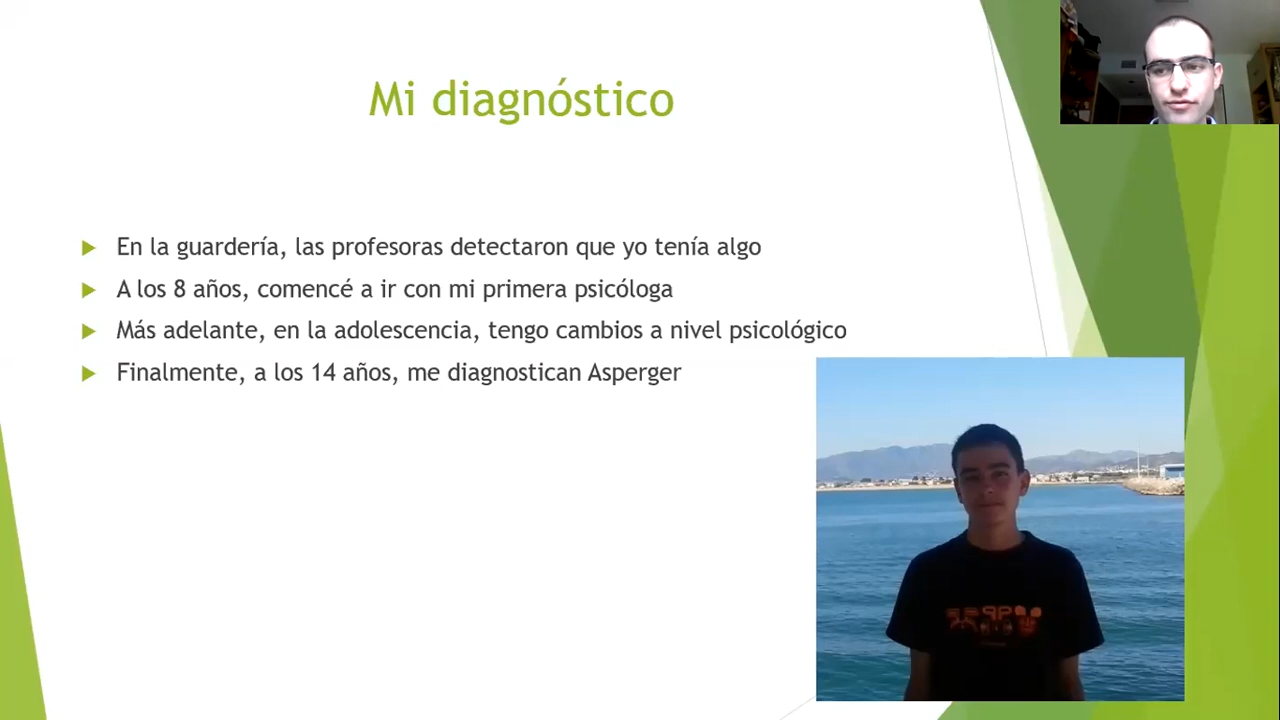 Mi diagnóstico
En la guardería, las profesoras detectaron que yo tenía algo
A los 8 años, comencé a ir con mi primera psicóloga
Más adelante, en la adolescencia, tengo cambios a nivel psicológico
Finalmente, a los 14 años, me diagnostican Asperger